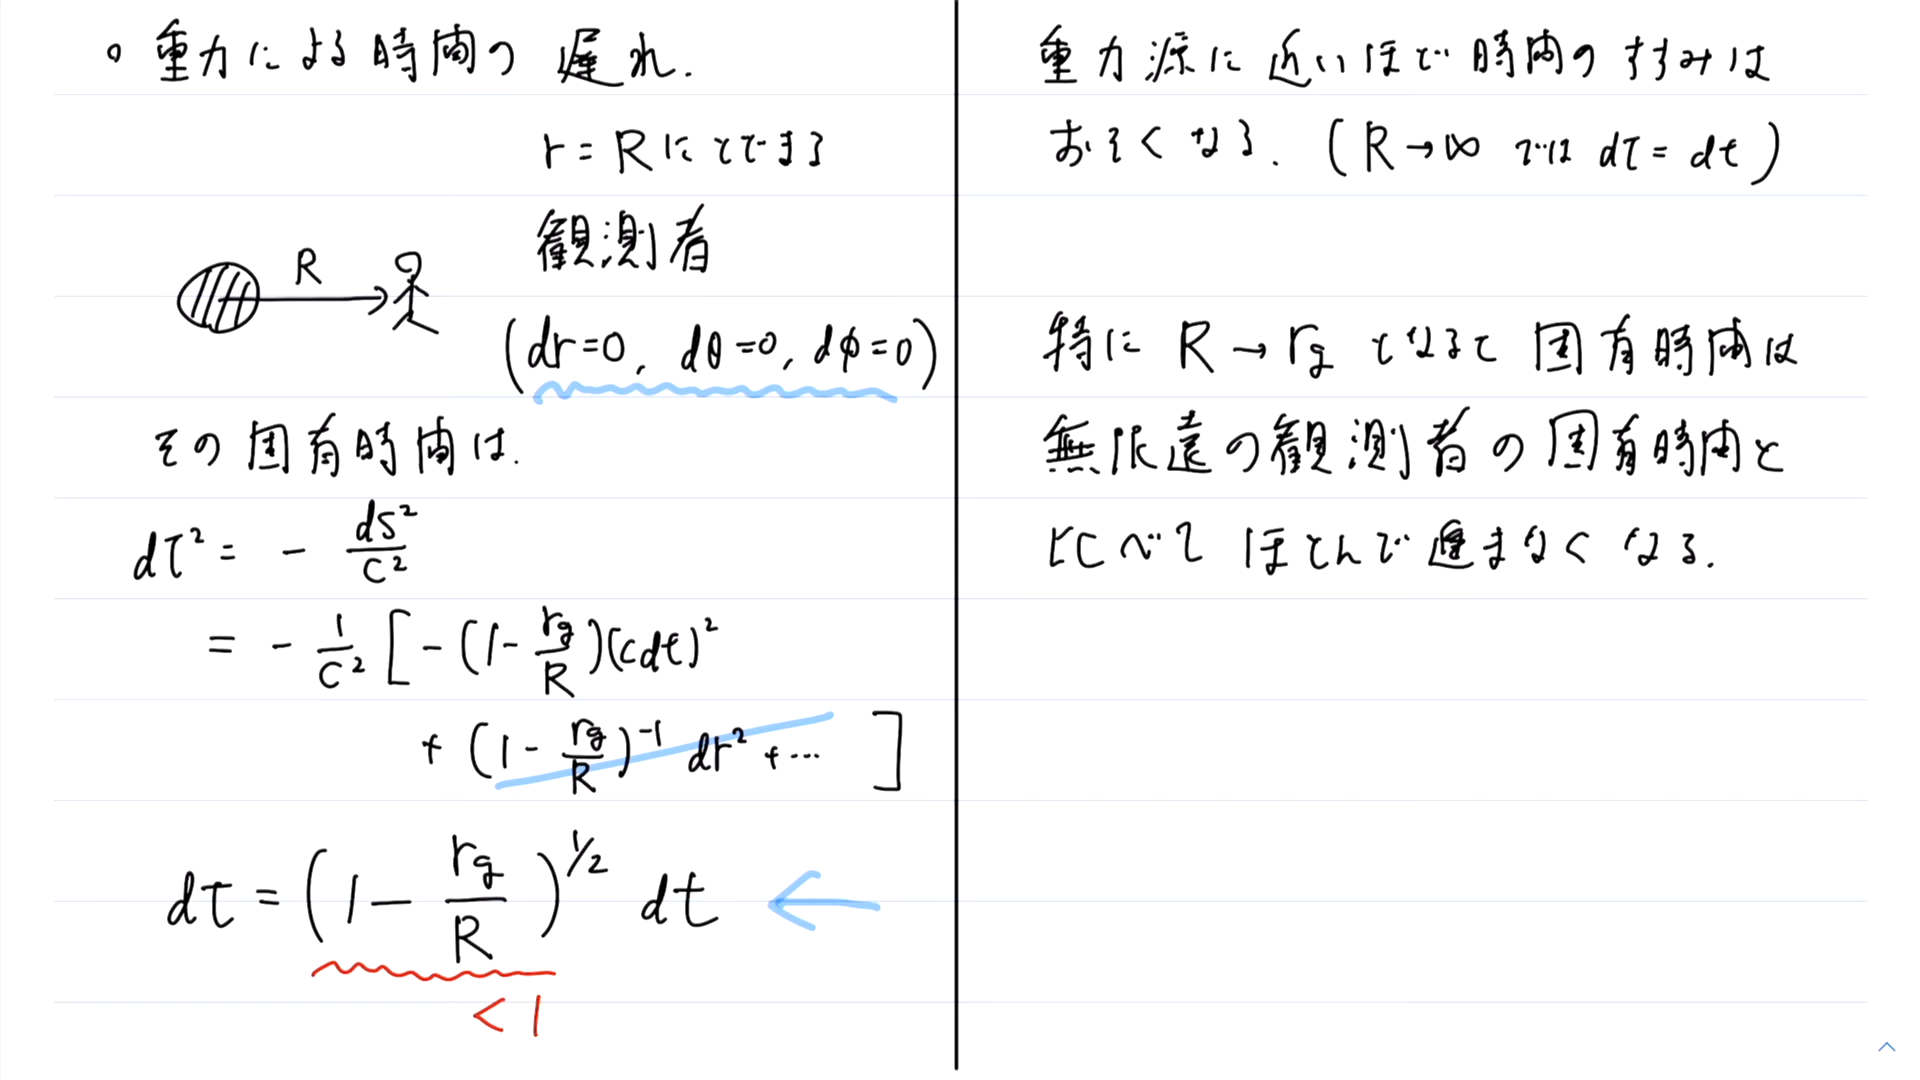 ○ 重力による時間の遅れ.
r = Rにとどまる
観測者
R
(dr=0, dθ=0, dφ=0)
その固有時間は.
dτ² = - ds²/c²
= - 1/c² [ - (1 - rg/R)(cdt)²
+ (1 - rg/R)⁻¹ dr² + … ]
dτ = (1 - rg/R)^1/2 dt ←
< 1
重力源に近いほど時間のすすみは
おそくなる. (R→∞ では dτ = dt)
特に R → rg となると固有時間は
無限遠の観測者の固有時間と
比べてほとんど進まなくなる.